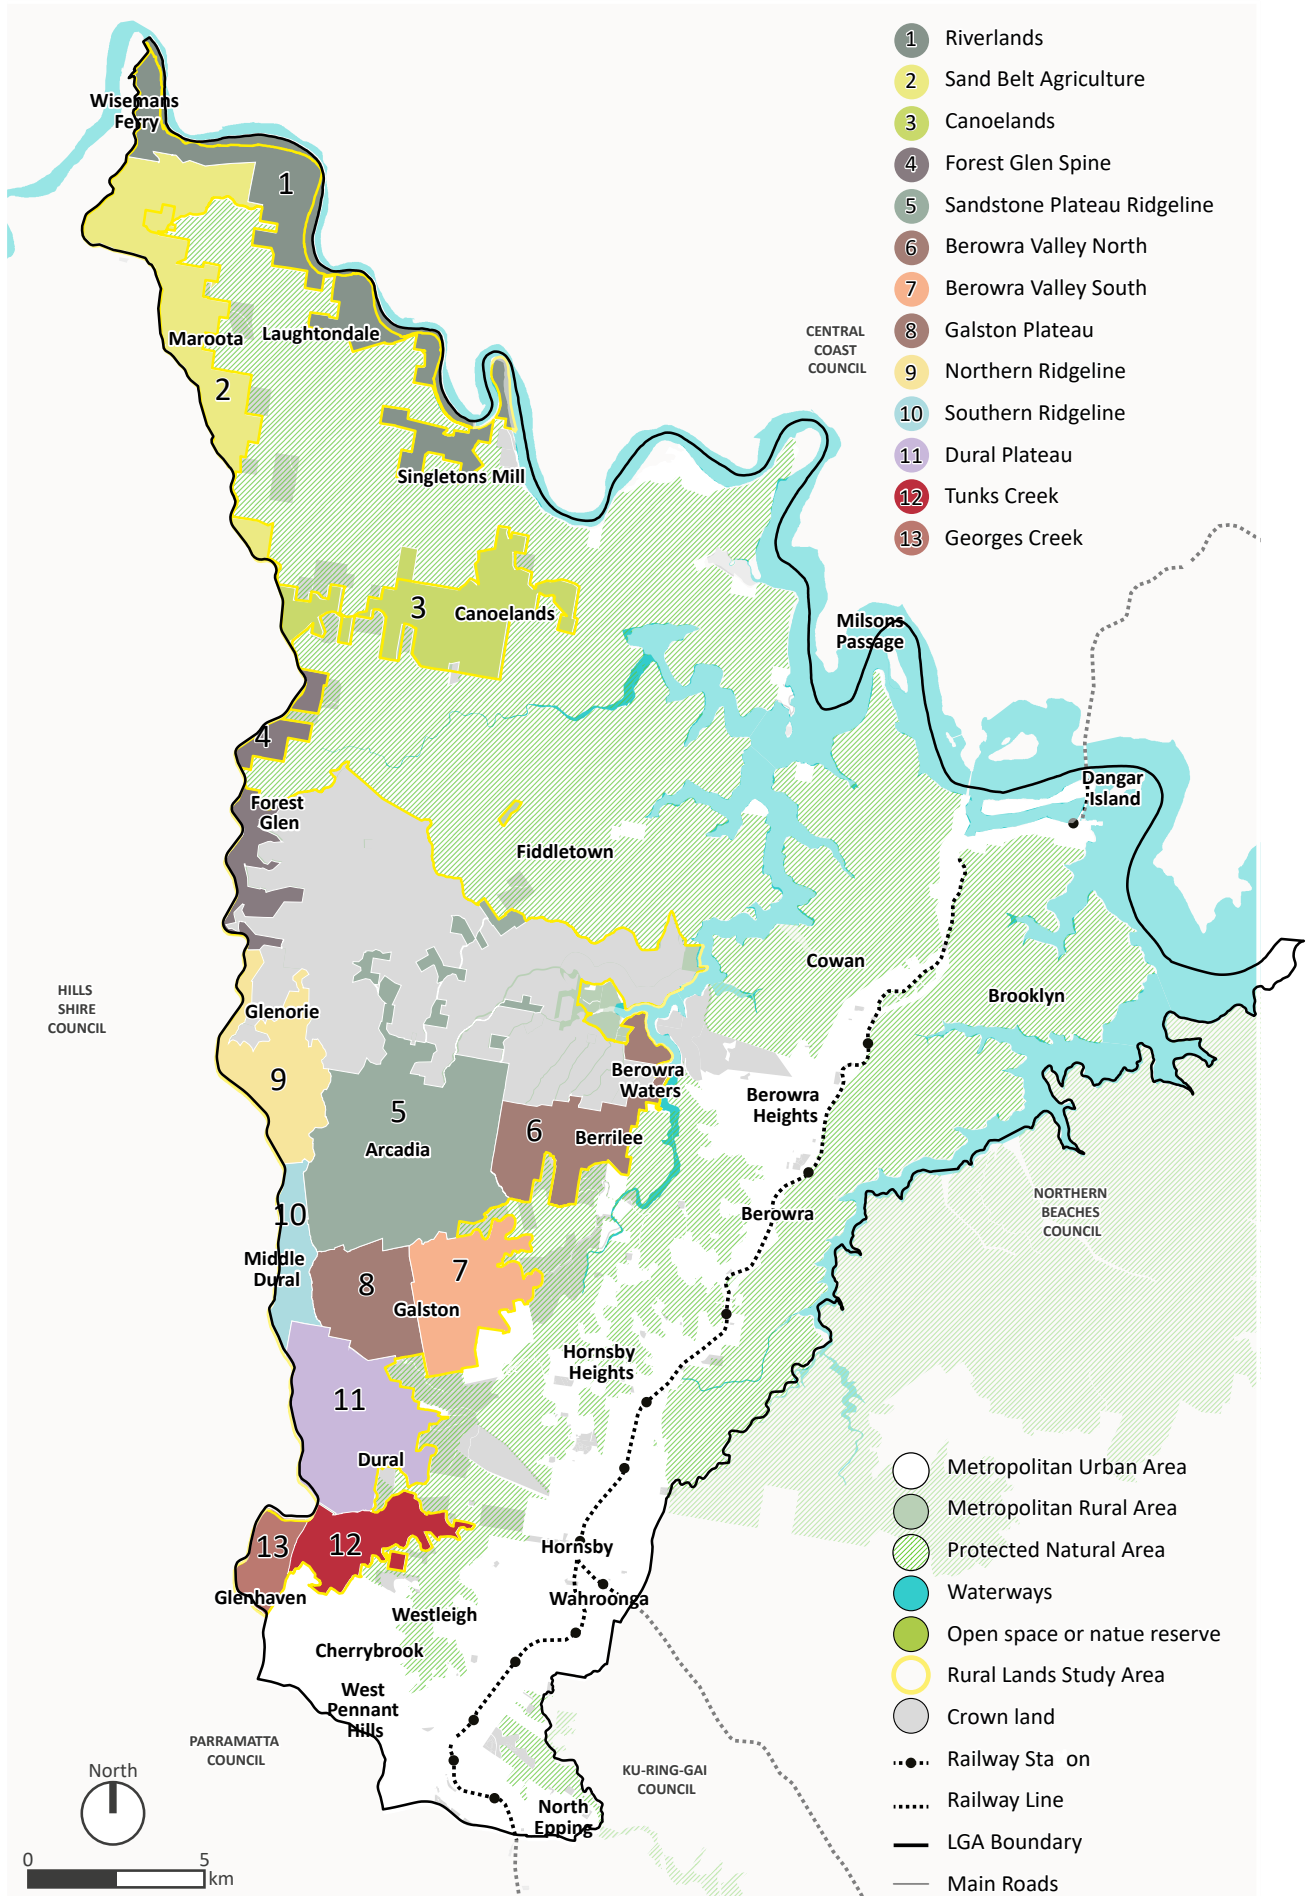 1 Riverlands
2 Sand Belt Agriculture
3 Canoelands
4 Forest Glen Spine
5 Sandstone Plateau Ridgeline
6 Berowra Valley North
7 Berowra Valley South
8 Galston Plateau
9 Northern Ridgeline
10 Southern Ridgeline
11 Dural Plateau
12 Tunks Creek
13 Georges Creek
Wisemans
Ferry
1
Maroota
Laughtondale
2
CENTRAL
COAST
COUNCIL
Singletons Mill
3
Canoelands
Milsons
Passage
4
Forest
Glen
Dangar
Island
Fiddletown
Cowan
Brooklyn
HILLS
SHIRE
COUNCIL
Glenorie
9
5
Arcadia
6
Berowra
Waters
Berrilee
Berowra
Heights
Berowra
NORTHERN
BEACHES
COUNCIL
10
Middle
Dural
8
7
Galston
Hornsby
Heights
11
Dural
13
12
Hornsby
Glenhaven
Wahroonga
Westleigh
Cherrybrook
West
Pennant
Hills
PARRAMATTA
COUNCIL
KU-RING-GAI
COUNCIL
North
Epping
Metropolitan Urban Area
Metropolitan Rural Area
Protected Natural Area
Waterways
Open space or natue reserve
Rural Lands Study Area
Crown land
Railway Sta on
Railway Line
LGA Boundary
Main Roads
North
0 5
km